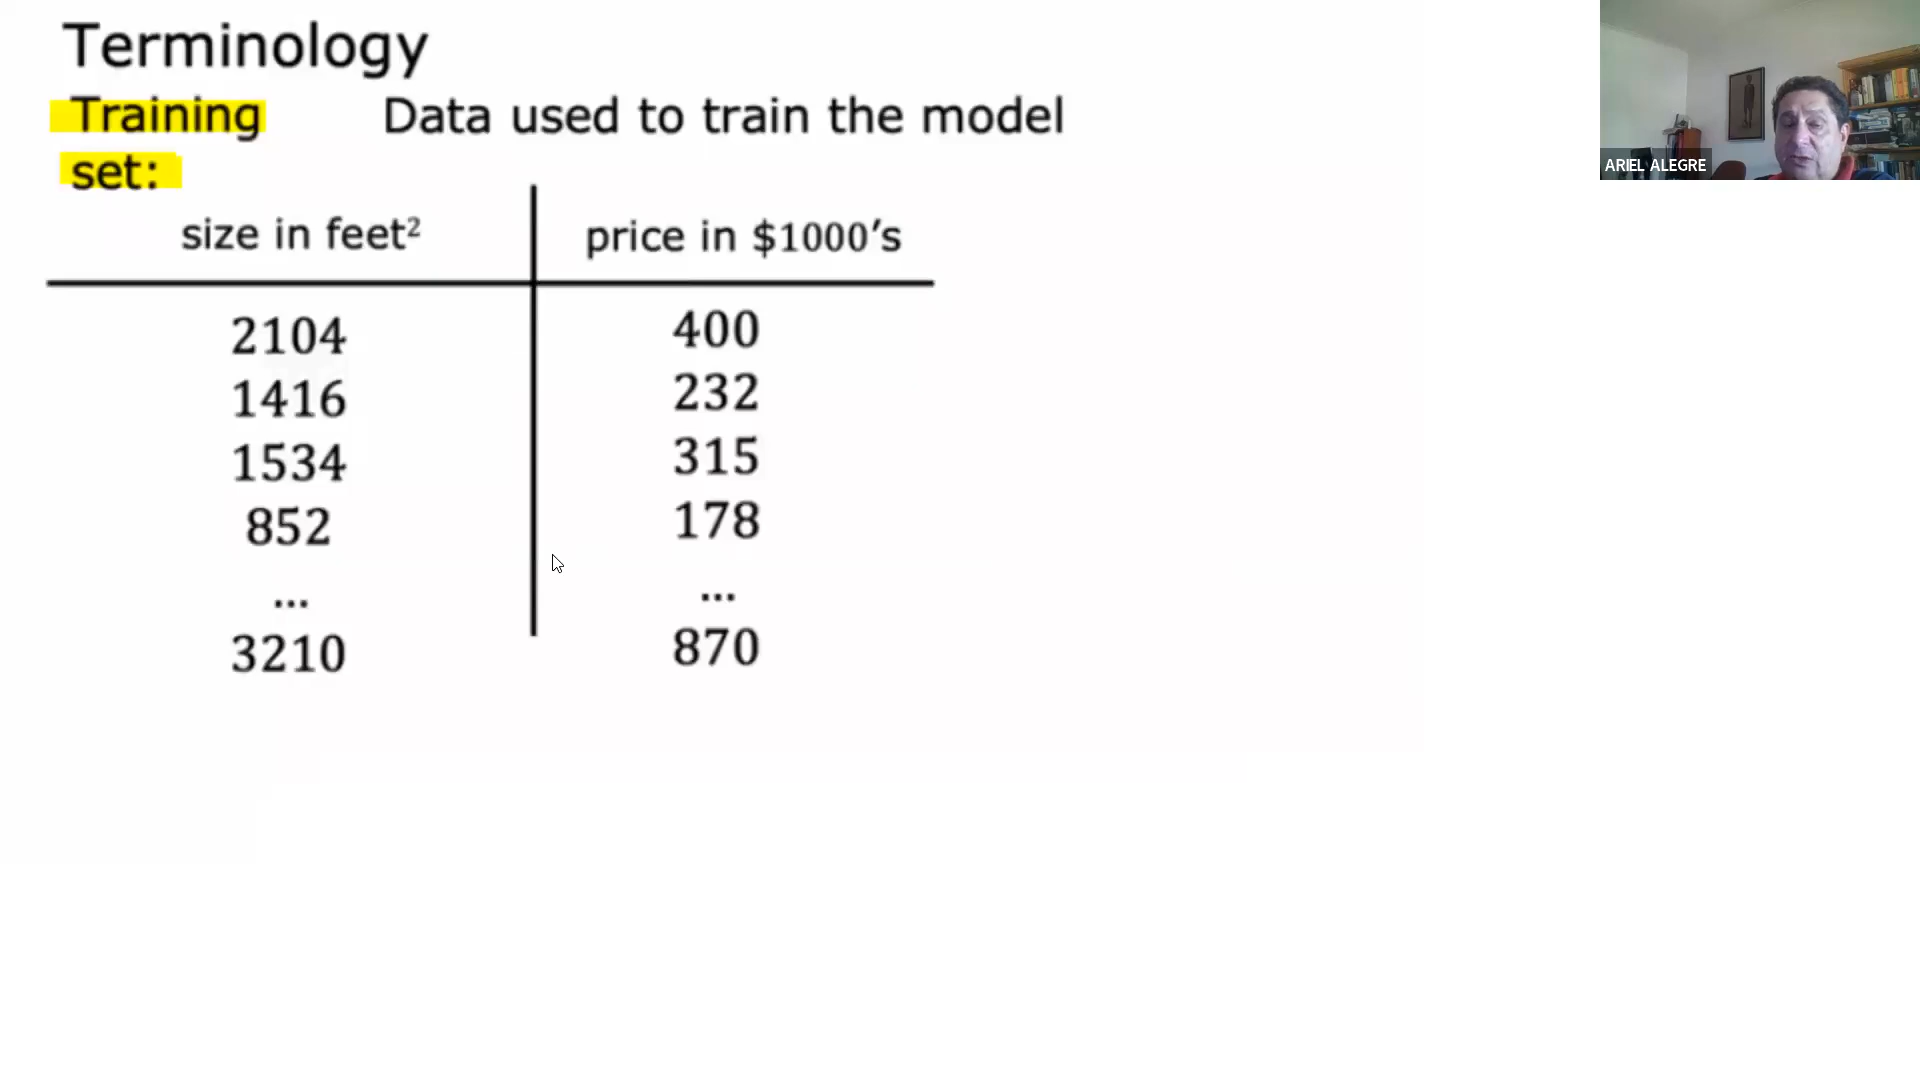 Terminology
Training Data used to train the model
set:
size in feet² price in $1000's
2104 400
1416 232
1534 315
852 178
... ...
3210 870
ARIEL ALEGRE